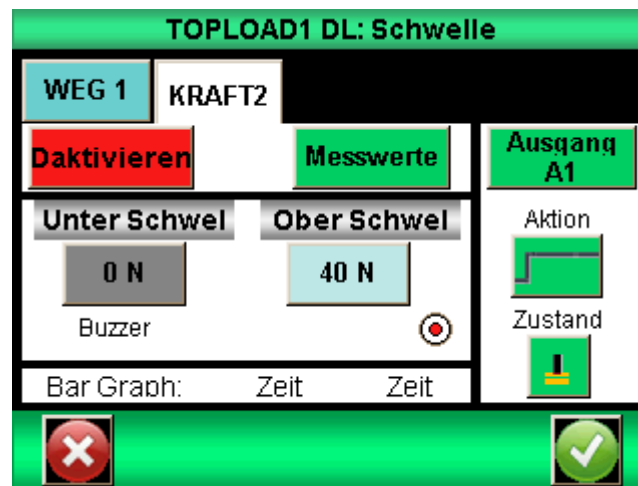 TOPLOAD1 DL: Schwelle
WEG 1 KRAFT2
Daktivieren Messwerte Ausgang
A1
Unter Schwel Ober Schwel Aktion
0 N 40 N
Buzzer Zustand
Bar Graph: Zeit Zeit